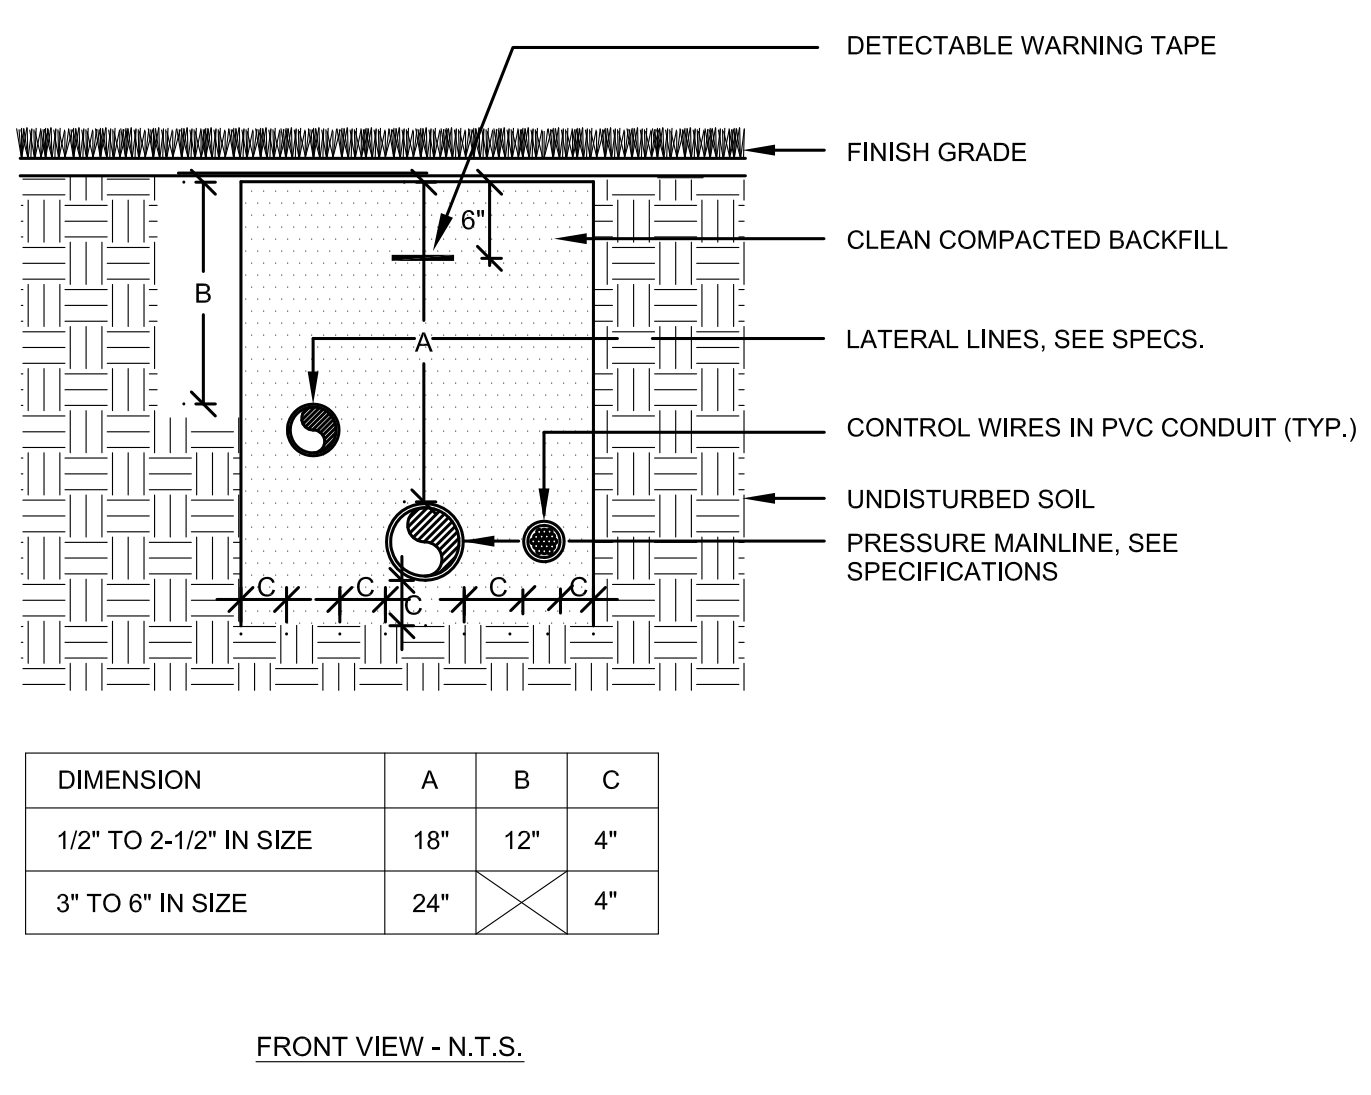 DETECTABLE WARNING TAPE
FINISH GRADE
6"
CLEAN COMPACTED BACKFILL
B
A
LATERAL LINES, SEE SPECS.
CONTROL WIRES IN PVC CONDUIT (TYP.)
UNDISTURBED SOIL
PRESSURE MAINLINE, SEE
SPECIFICATIONS
C C C C
C
DIMENSION A B C
1/2" TO 2-1/2" IN SIZE 18" 12" 4"
3" TO 6" IN SIZE 24" 4"
FRONT VIEW - N.T.S.